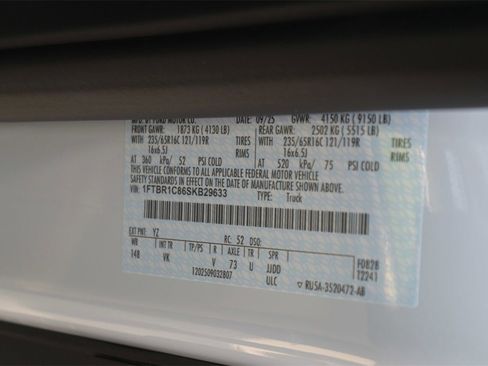 MFD. BY FORD MOTOR CO. DATE: 09/25 GVWR: 4150 KG ( 9150 LB)
FRONT GAWR: 1873 KG ( 4130 LB) REAR GAWR: 2502 KG ( 5515 LB)
WITH 235/65R16C 121/119R TIRES WITH 235/65R16C 121/119R TIRES
16x6.5J RIMS 16x6.5J RIMS
AT 360 kPa/ 52 PSI COLD AT 520 kPa/ 75 PSI COLD
THIS VEHICLE CONFORMS TO ALL APPLICABLE FEDERAL MOTOR VEHICLE
SAFETY STANDARDS IN EFFECT ON THE DATE OF MANUFACTURE SHOWN ABOVE.
VIN: 1FTBR1C86SKB29633 TYPE: Truck
EXT PNT: YZ RC: 52 DSO:
WB INT TR TP/PS R AXLE TR SPR
148 VK V 73 U JJDD
1202509032807 ULC
F0828
T2241
▽ RU5A-3520472-AB